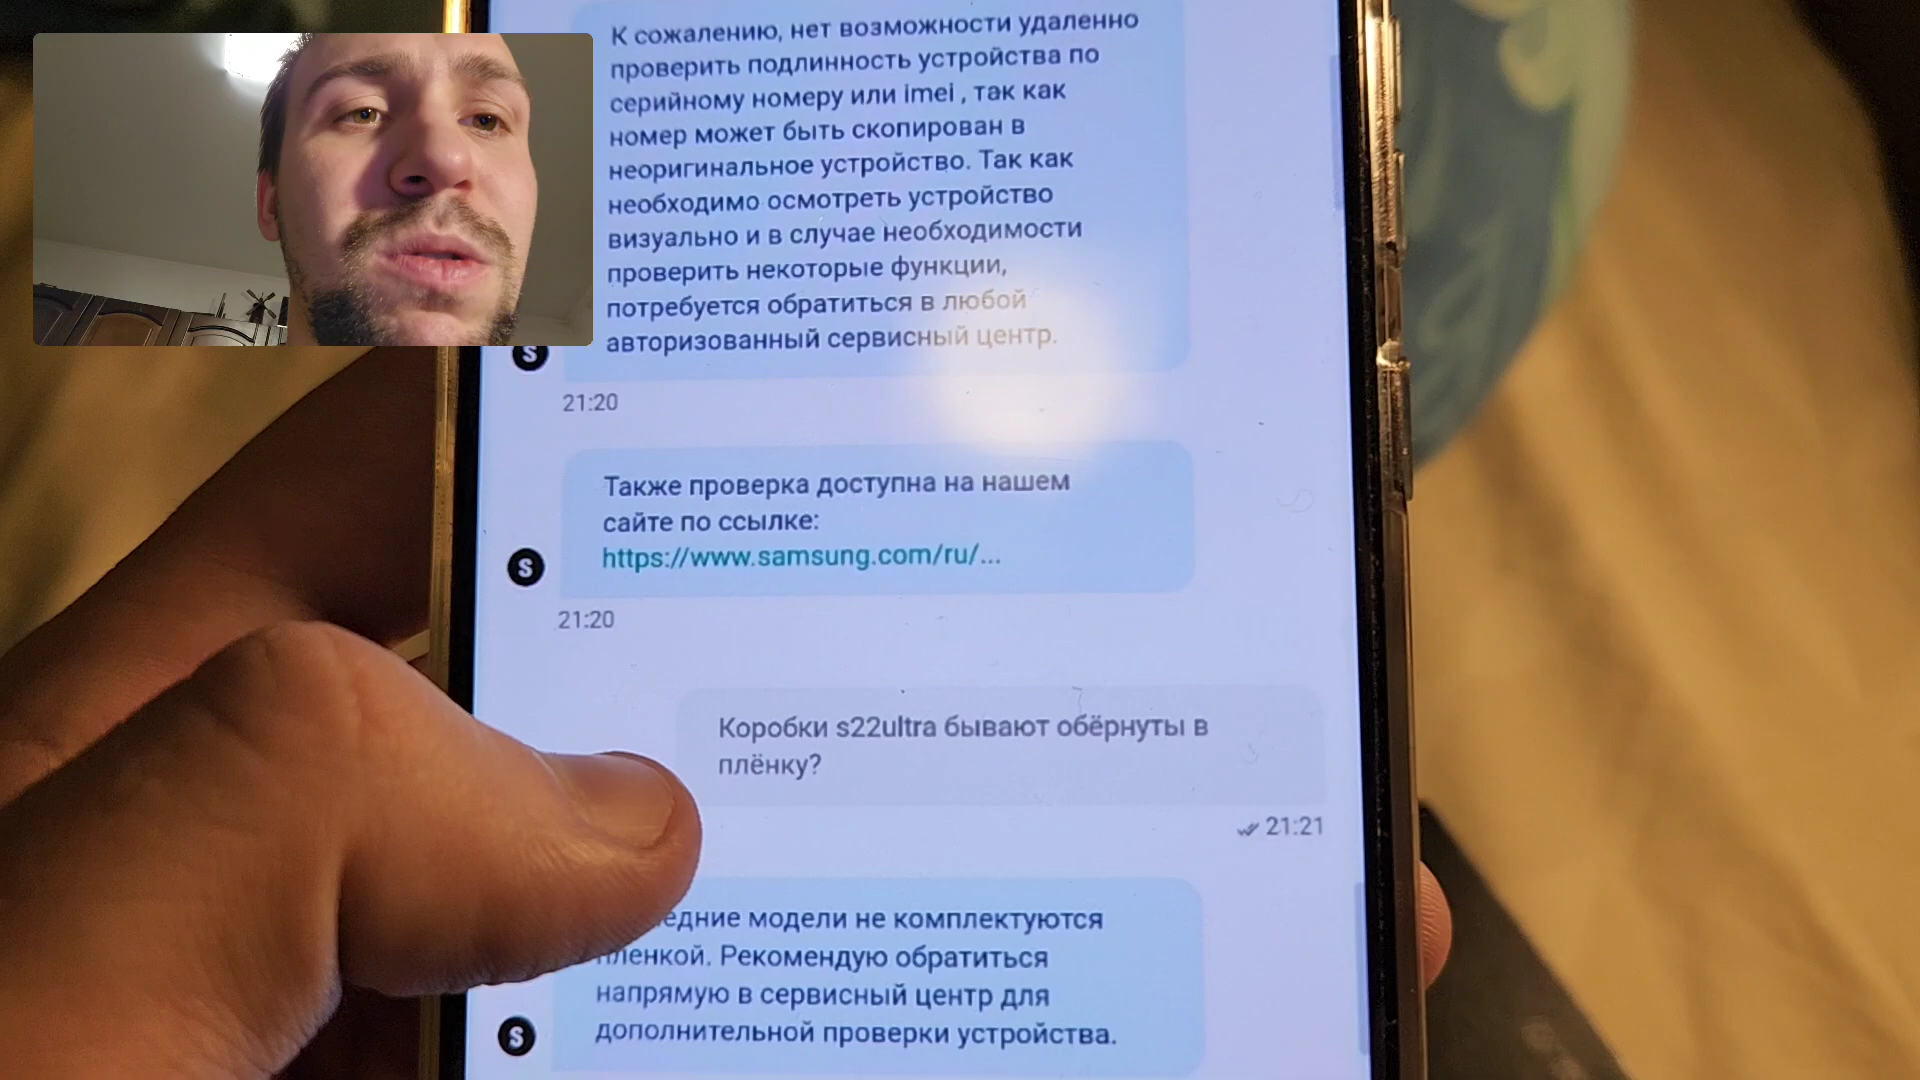 К сожалению, нет возможности удаленно
проверить подлинность устройства по
серийному номеру или imei , так как
номер может быть скопирован в
неоригинальное устройство. Так как
необходимо осмотреть устройство
визуально и в случае необходимости
проверить некоторые функции,
потребуется обратиться в любой
авторизованный сервисный центр.
S
21:20
Также проверка доступна на нашем
сайте по ссылке:
https://www.samsung.com/ru/...
S
21:20
Коробки s22ultra бывают обёрнуты в
плёнку?
21:21
модели не комплектуются
пленкой. Рекомендую обратиться
напрямую в сервисный центр для
дополнительной проверки устройства.
S